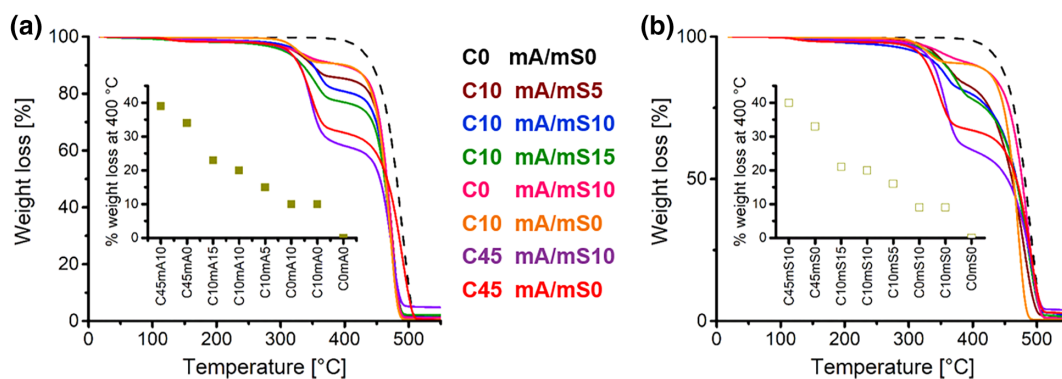 (a)
100
80
60
40
20
0
Weight loss [%]
0 100 200 300 400 500
Temperature [°C]
% weight loss at 400 °C
40
30
20
10
0
C45mA10
C45mA0
C10mA15
C10mA10
C10mA5
C0mA10
C10mA0
C0mA0
C0 mA/mS0
C10 mA/mS5
C10 mA/mS10
C10 mA/mS15
C0 mA/mS10
C10 mA/mS0
C45 mA/mS10
C45 mA/mS0
(b)
100
50
0
Weight loss [%]
0 100 200 300 400 500
Temperature [°C]
% weight loss at 400 °C
40
30
20
10
0
C45mS10
C45mS0
C10mS15
C10mS10
C10mS5
C0mS10
C10mS0
C0mS0